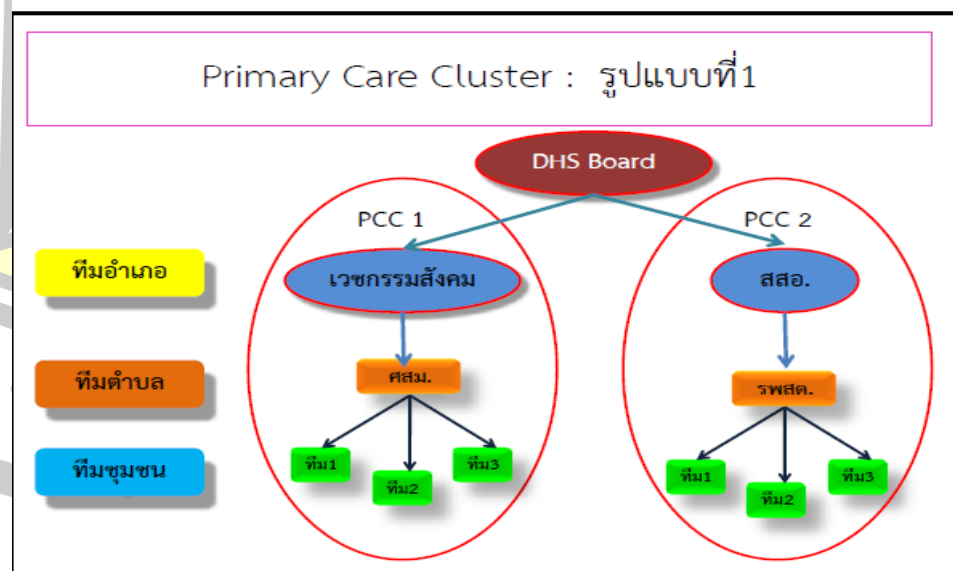 Primary Care Cluster : รูปแบบที่1
DHS Board
PCC 1
PCC 2
ทีมอำเภอ
เวชกรรมสังคม
สสอ.
ทีมตำบล
ศสม.
รพสต.
ทีมชุมชน
ทีม1
ทีม2
ทีม3
ทีม1
ทีม2
ทีม3